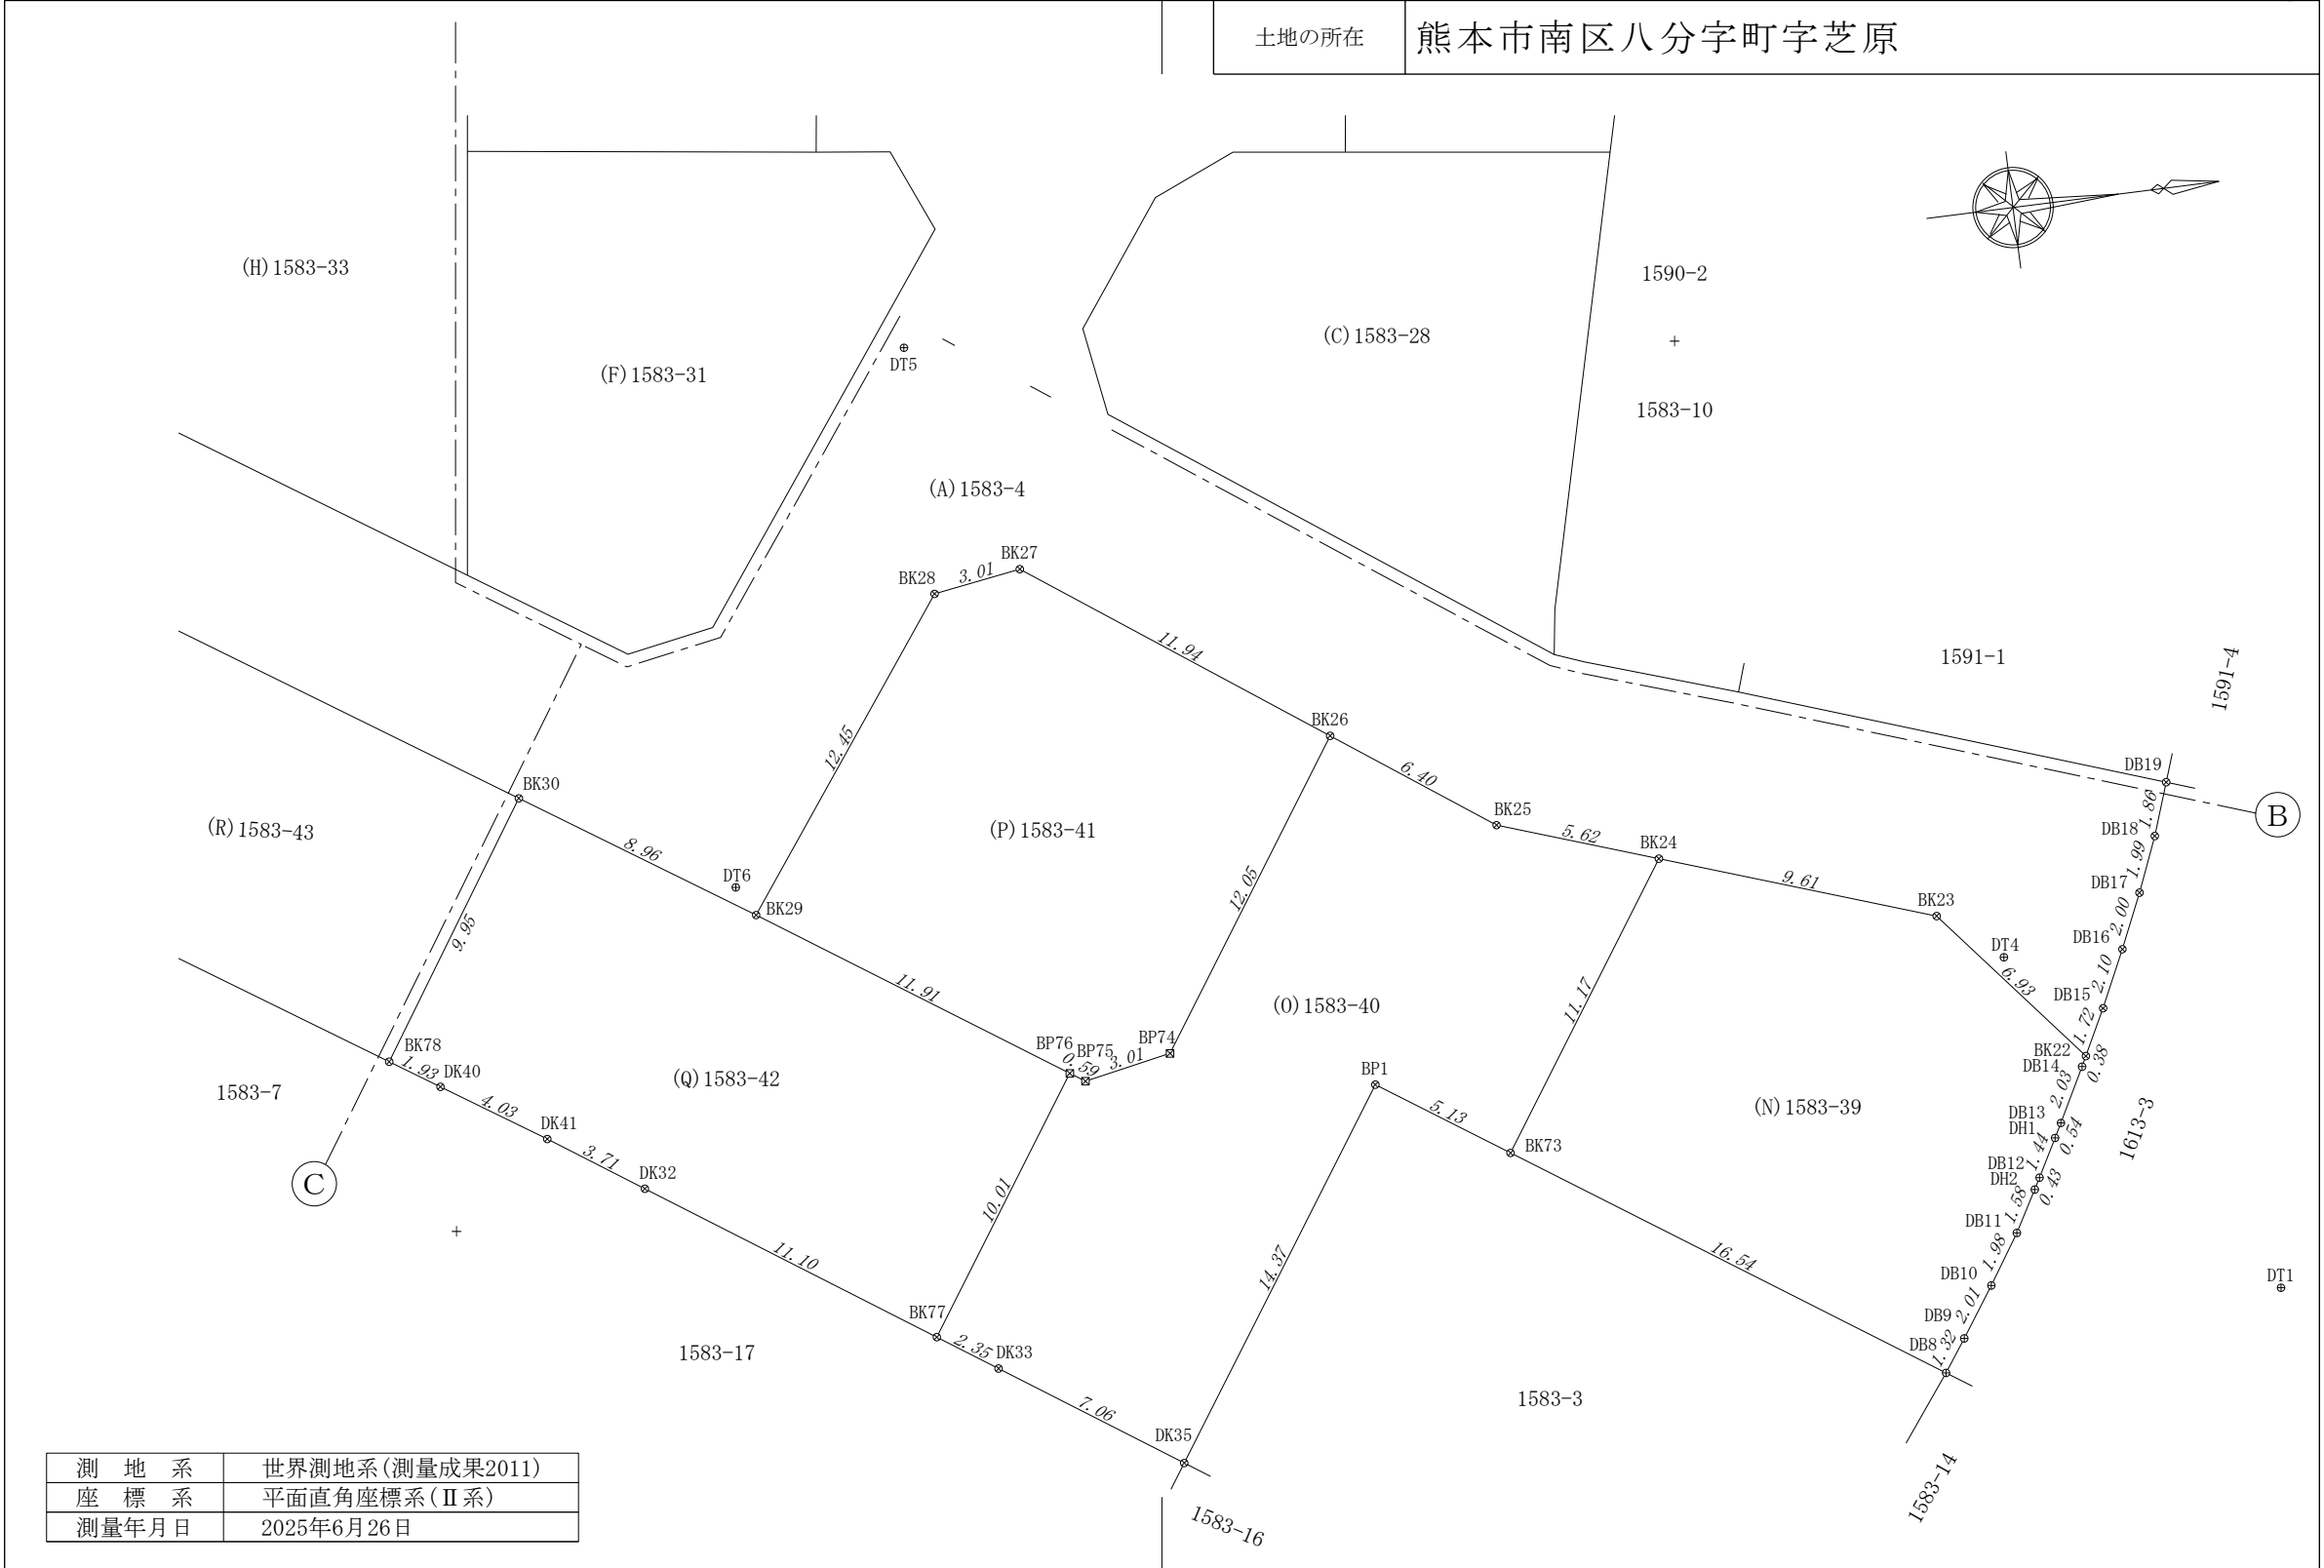 土地の所在 熊本市南区八分字町字芝原
(H)1583-33
1590-2
(C)1583-28
DT5
(F)1583-31
1583-10
(A)1583-4
BK27
BK28
3.01
11.94
1591-1
1591-4
BK26
12.45
DB19
6.40
BK30
1.86
BK25
B
(R)1583-43
(P)1583-41
5.62
DB18
8.96
BK24
1.99
DT6
12.05
9.61
DB17
BK29
BK23
2.00
9.95
DB16
DT4
6.93
2.10
11.91
11.17
(O)1583-40
DB15
1.72
BK78
BP76
BP75
BP74
BK22
0.38
1.93
DK40
0.59
3.01
DB14
1583-7
(Q)1583-42
BP1
2.03
4.03
5.13
(N)1583-39
DB13
DH1
0.54
1613-3
DK41
BK73
1.44
3.71
DB12
DH2
0.43
C
DK32
10.01
1.58
DB11
11.10
14.37
16.54
1.98
DB10
DT1
BK77
2.01
DB9
1583-17
2.35
DK33
DB8
1.32
7.06
1583-3
DK35
1583-14
1583-16
測地系 世界測地系(測量成果2011)
座標系 平面直角座標系(Ⅱ系)
測量年月日 2025年6月26日